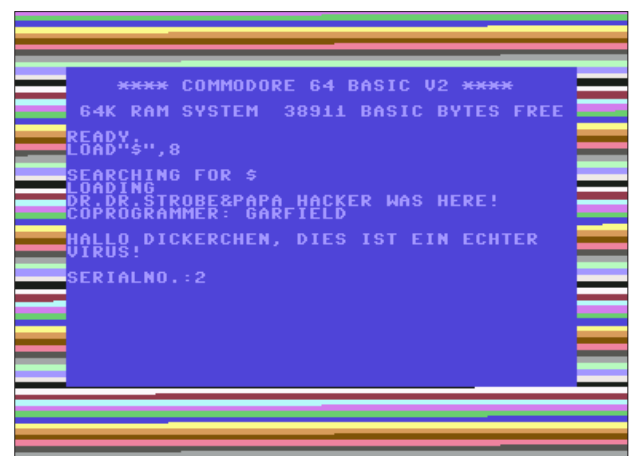 **** COMMODORE 64 BASIC V2 ****
64K RAM SYSTEM 38911 BASIC BYTES FREE
READY.
LOAD"$",8
SEARCHING FOR $
LOADING
DR.DR.STROBE&PAPA HACKER WAS HERE!
COPROGRAMMER: GARFIELD
HALLO DICKERCHEN, DIES IST EIN ECHTER
VIRUS!
SERIALNO.:2